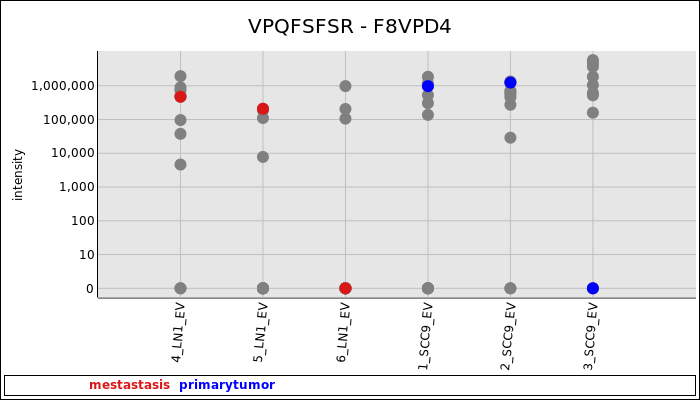 VPQFSFSR - F8VPD4
intensity
1,000,000
100,000
10,000
1,000
100
10
0
4_LN1_EV
5_LN1_EV
6_LN1_EV
1_SCC9_EV
2_SCC9_EV
3_SCC9_EV
mestastasis primarytumor